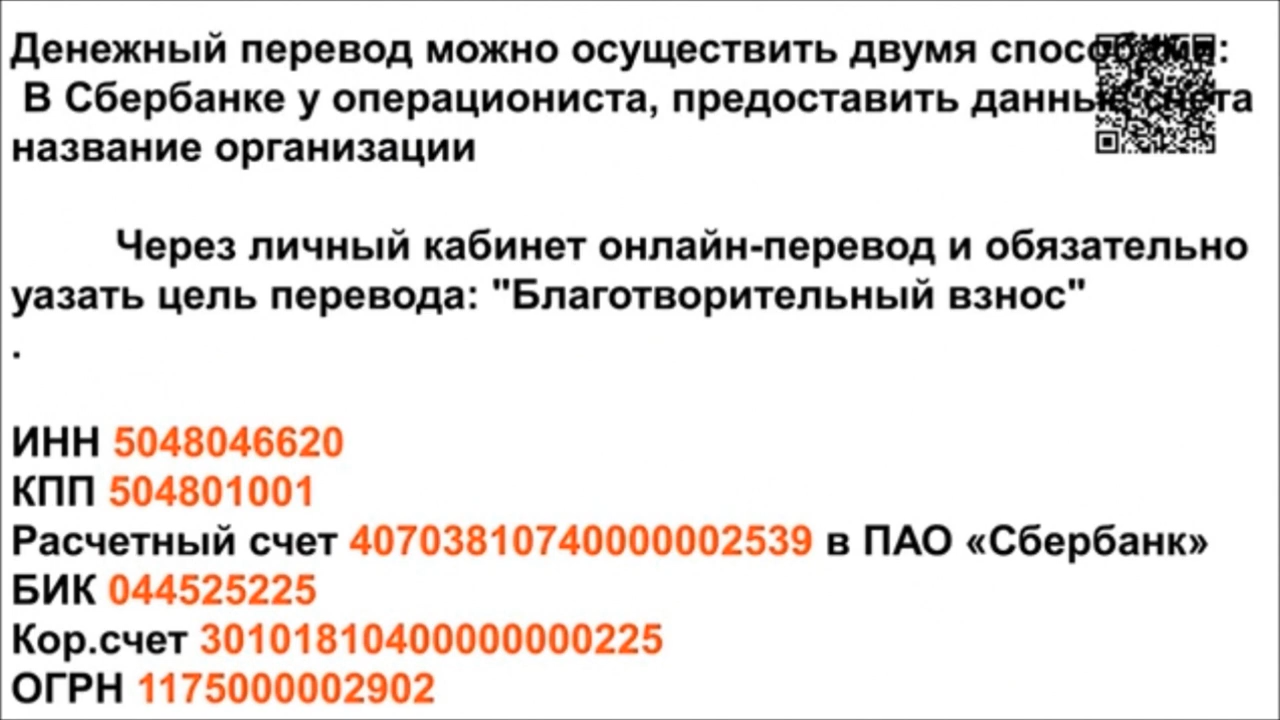 Денежный перевод можно осуществить двумя способами:
В Сбербанке у операциониста, предоставить данные счета
название организации
Через личный кабинет онлайн-перевод и обязательно
уазать цель перевода: "Благотворительный взнос"
.
ИНН 5048046620
КПП 504801001
Расчетный счет 40703810740000002539 в ПАО «Сбербанк»
БИК 044525225
Кор.счет 30101810400000000225
ОГРН 1175000002902